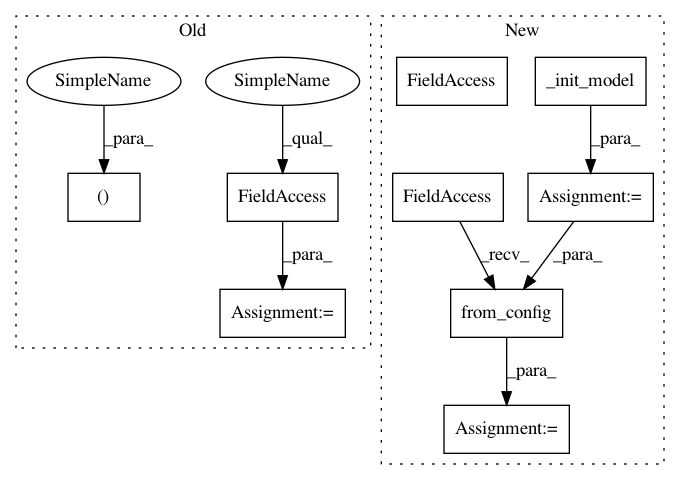 Old
New
SimpleName
SimpleName
FieldAccess
_init_model
_para_
_qual_
_para_
()
FieldAccess
FieldAccess
Assignment:=
_para_
_recv_
_para_
Assignment:=
from_config
_para_
Assignment:=